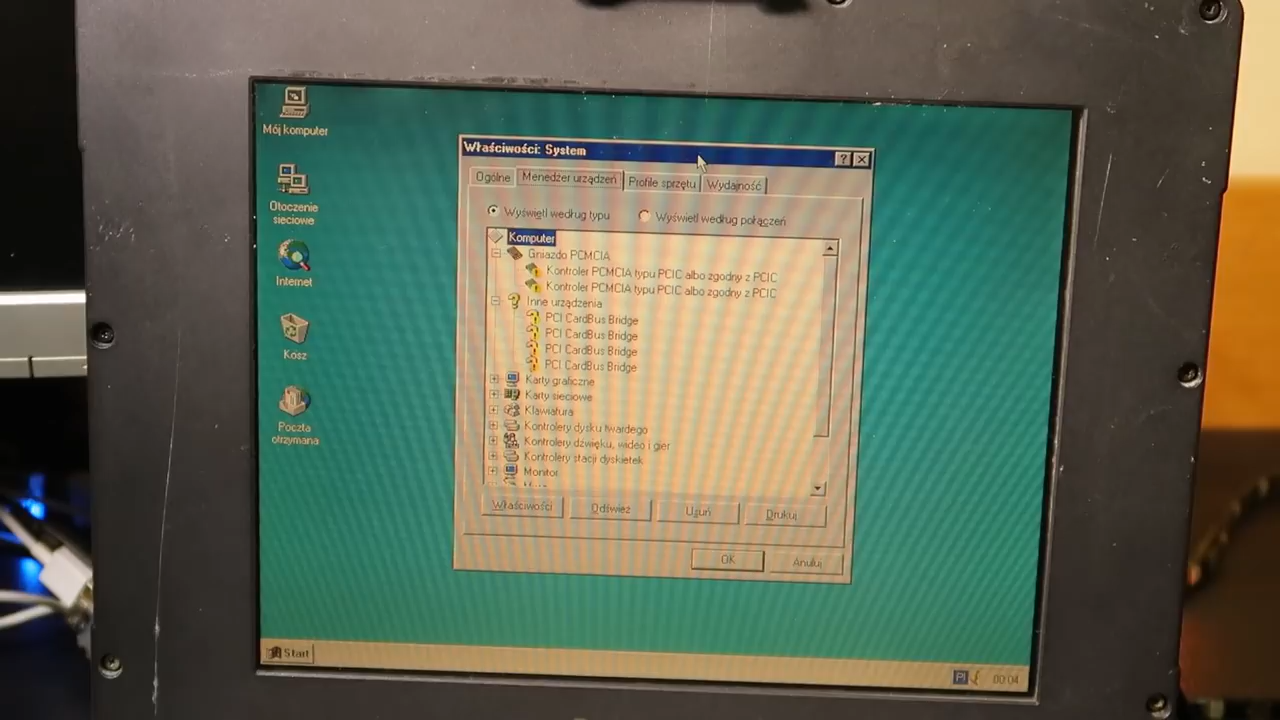 Mój komputer
Otoczenie
sieciowe
Internet
Kosz
Poczta
otrzymana
Właściwości: System
?
Ogólne
Menedżer urządzeń
Profile sprzętu
Wydajność
Wyświetl według typu
Wyświetl według połączeń
Komputer
Gniazdo PCMCIA
Kontroler PCMCIA typu PCIC albo zgodny z PCIC
Kontroler PCMCIA typu PCIC albo zgodny z PCIC
Inne urządzenia
PCI CardBus Bridge
PCI CardBus Bridge
PCI CardBus Bridge
PCI CardBus Bridge
Karty graficzne
Karty sieciowe
Klawiatura
Kontrolery dysku twardego
Kontrolery dźwięku, wideo i gier
Kontrolery stacji dyskietek
Monitor
Właściwości
Odśwież
Usuń
Drukuj
OK
Anuluj
Start
Pl
00:04